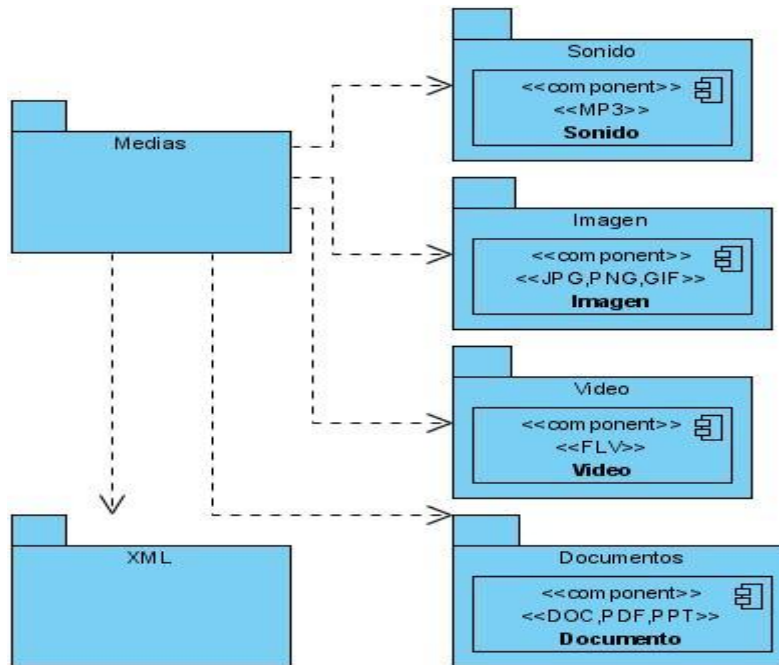 Medias
XML
Sonido
<<component>>
<<MP3>>
Sonido
Imagen
<<component>>
<<JPG,PNG,GIF>>
Imagen
Video
<<component>>
<<FLV>>
Video
Documentos
<<component>>
<<DOC,PDF,PPT>>
Documento